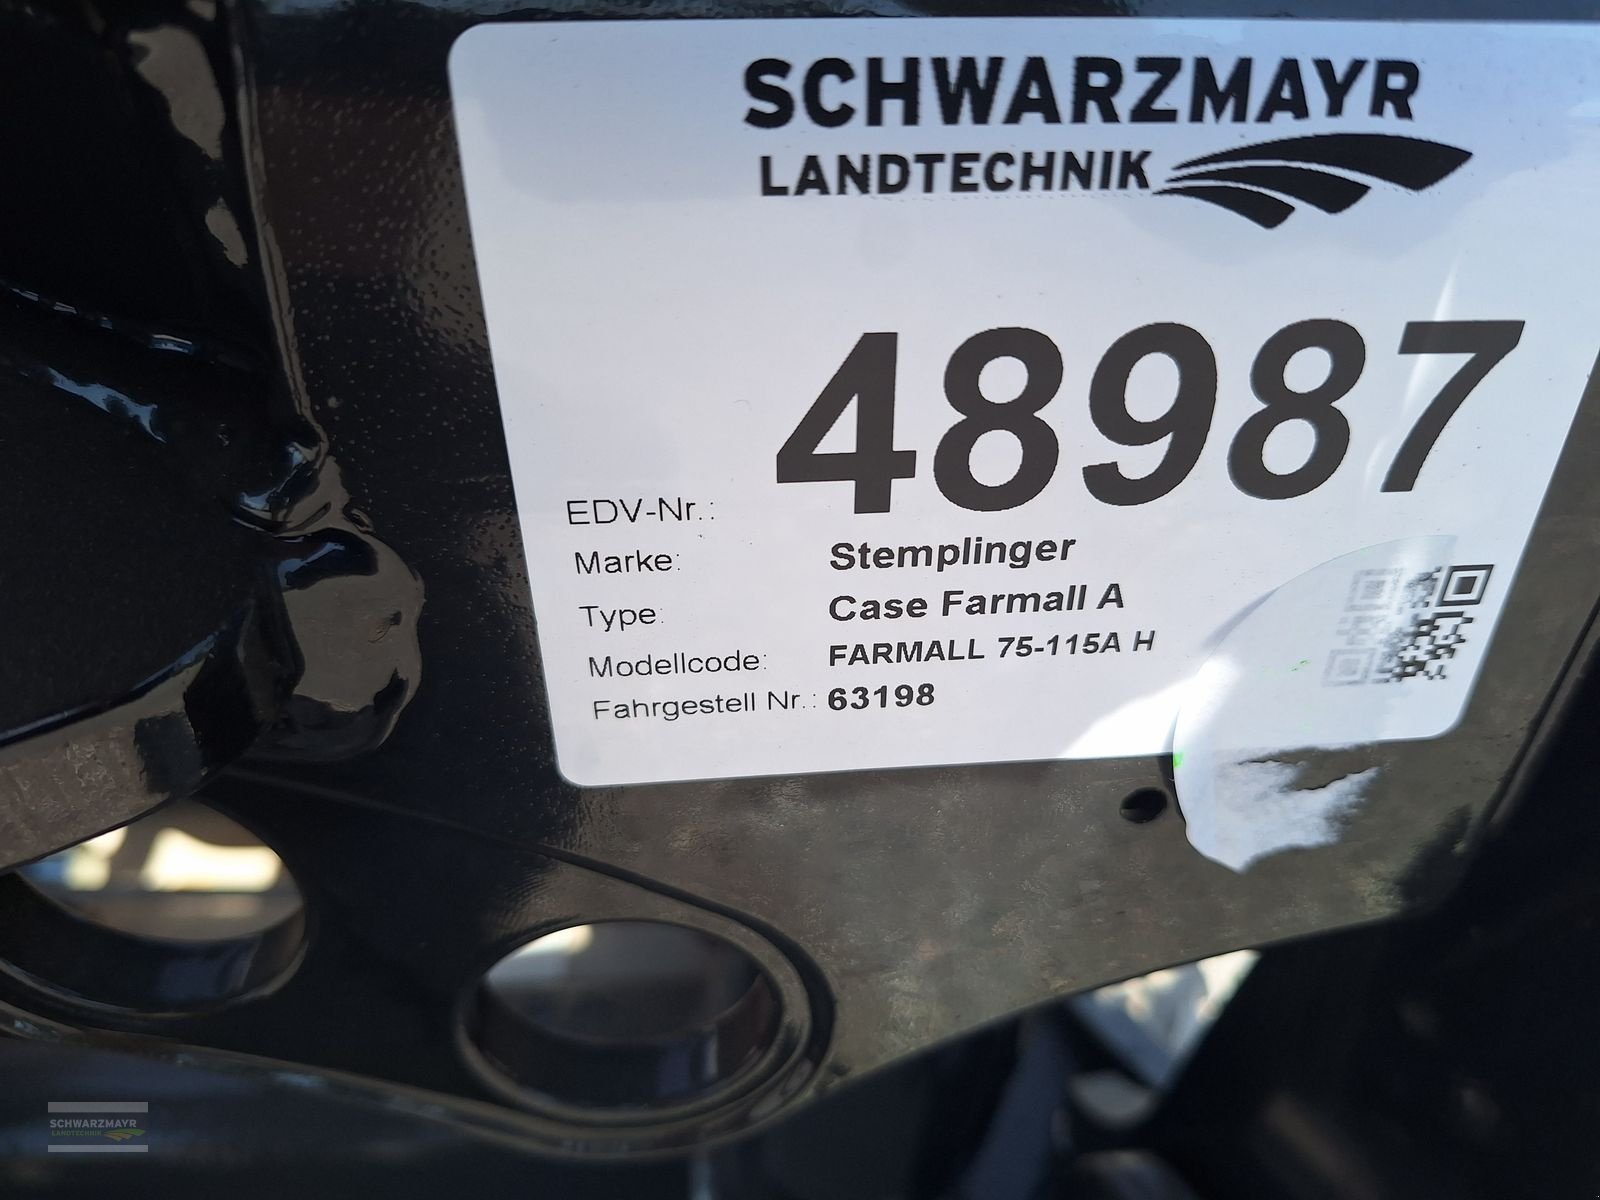 SCHWARZMAYR
LANDTECHNIK
EDV-Nr.: 48987
Marke: Stemplinger
Type: Case Farmall A
Modellcode: FARMALL 75-115A H
Fahrgestell Nr.: 63198
SCHWARZMAYR
LANDTECHNIK